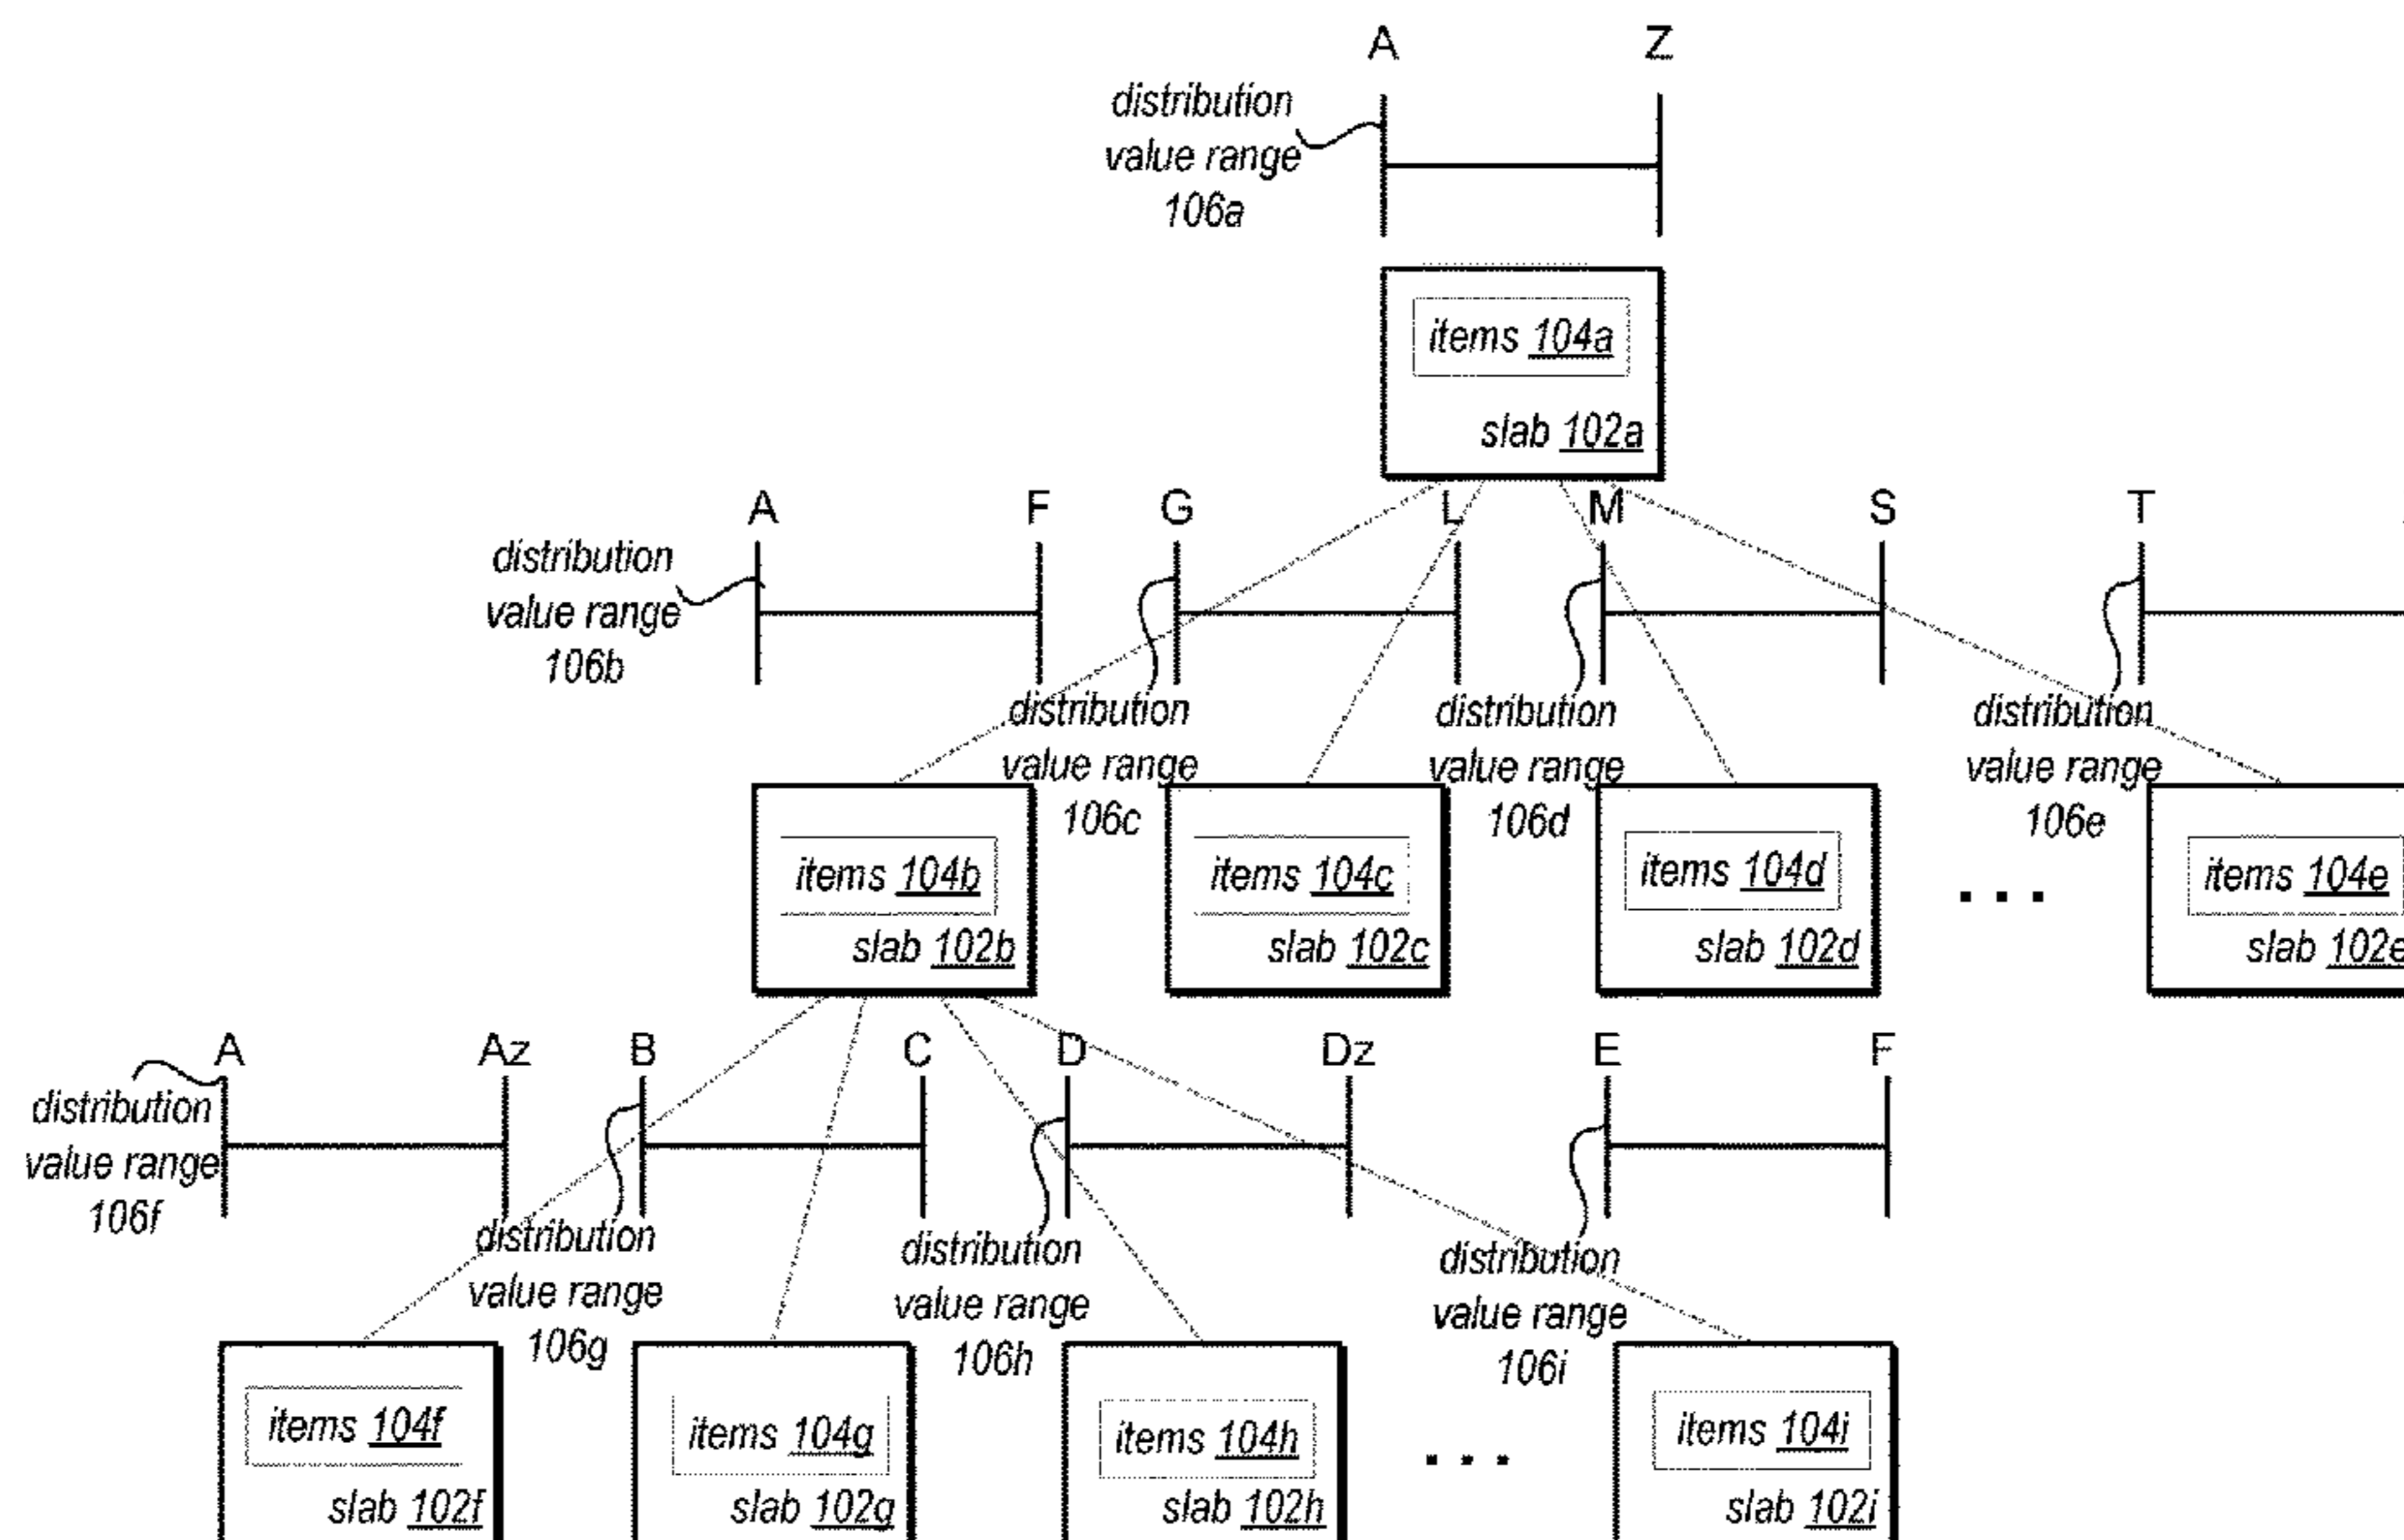 A Z
distribution
value range
106a
items 104a
slab 102a
A F G L M S T
distribution
value range
106b
distribution
value range
106c
distribution
value range
106d
distribution
value range
106e
items 104b
slab 102b
items 104c
slab 102c
items 104d
slab 102d
. . .
items 104e
slab 102e
A Az B C D Dz E F
distribution
value range
106f
distribution
value range
106g
distribution
value range
106h
distribution
value range
106i
items 104f
slab 102f
items 104g
slab 102g
items 104h
slab 102h
. . .
items 104i
slab 102i